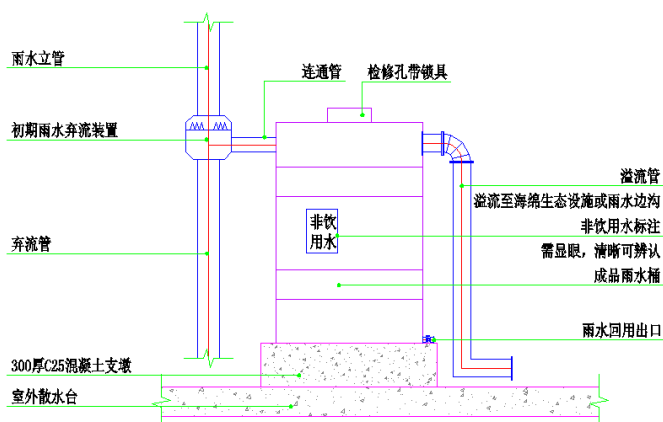 雨水立管
连通管
检修孔带锁具
初期雨水弃流装置
溢流管
溢流至海绵生态设施或雨水边沟
非饮
用水
非饮用水标注
弃流管
需显眼，清晰可辨认
成品雨水桶
雨水回用出口
300厚C25混凝土支墩
室外散水台